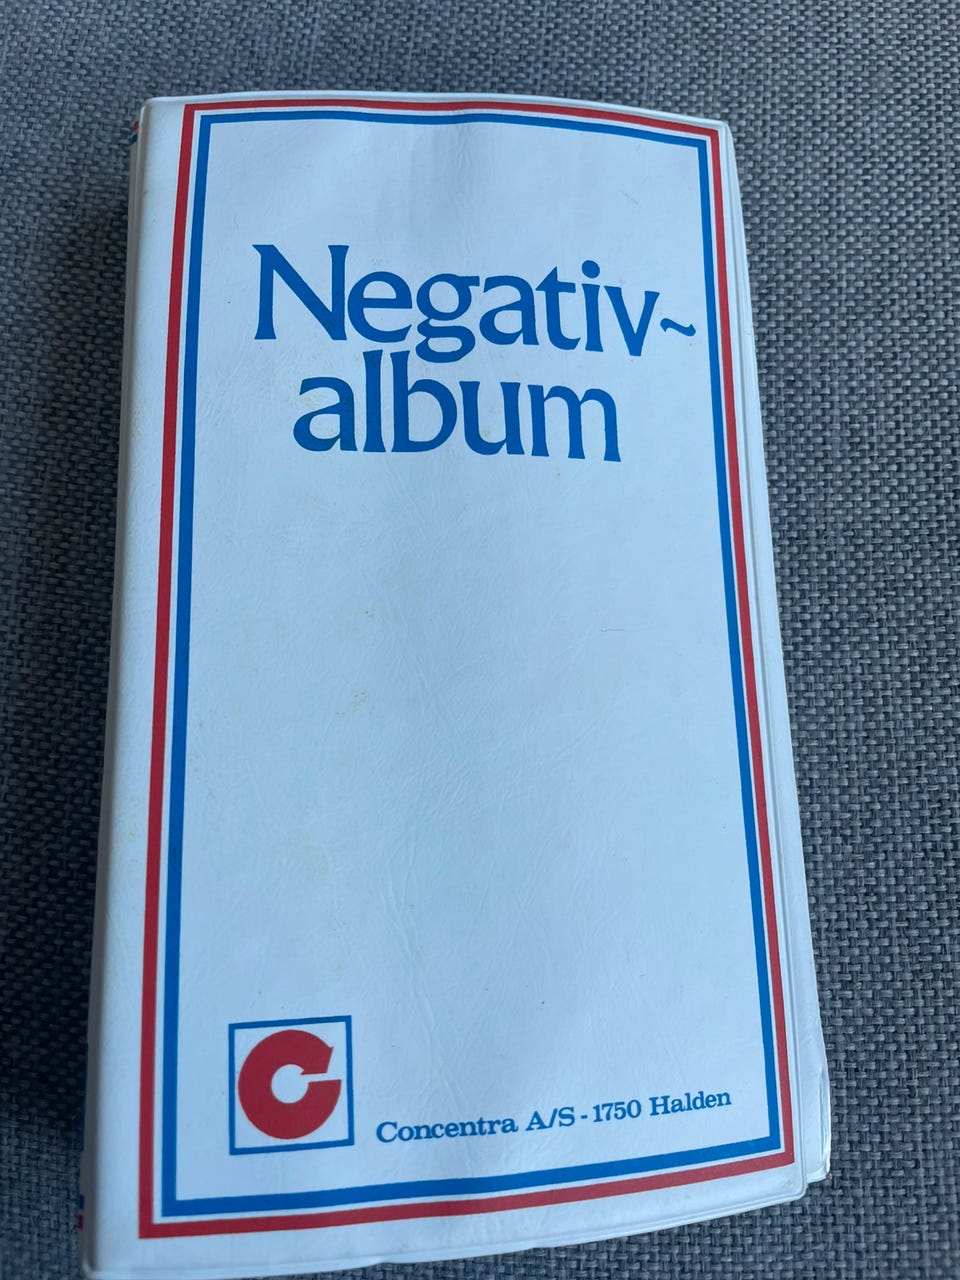 Negativ~
album
C
Concentra A/S - 1750 Halden